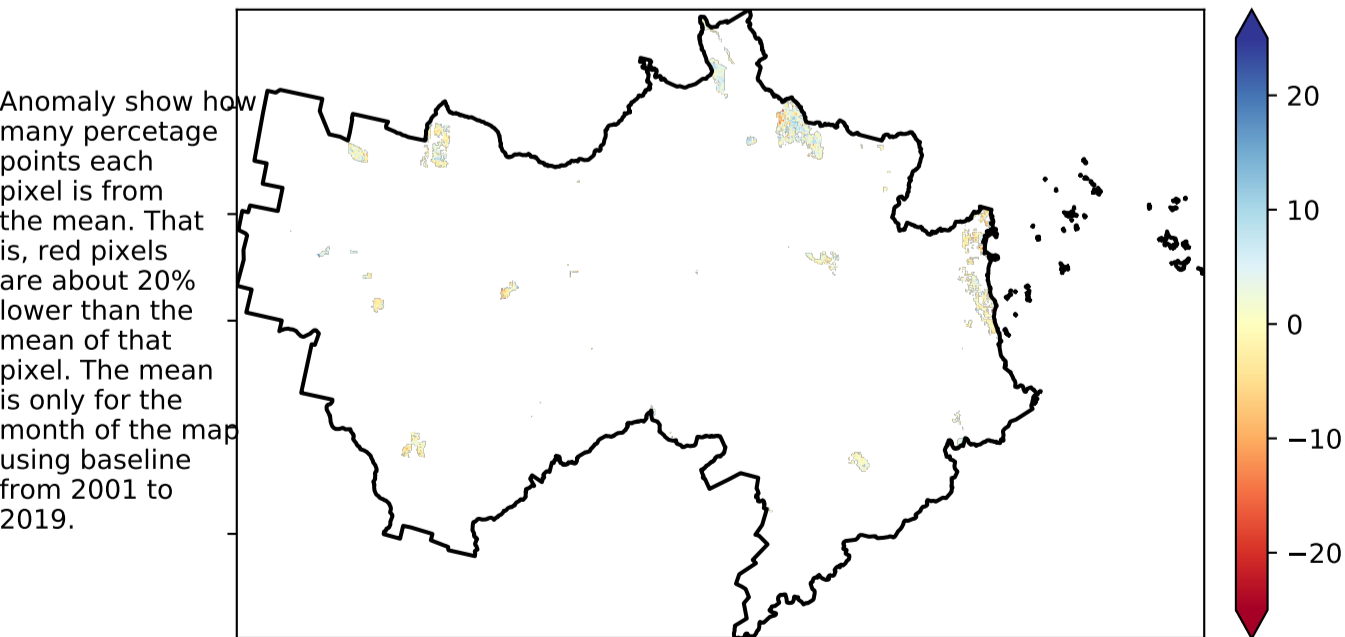 Anomaly show how
many percetage
points each
pixel is from
the mean. That
is, red pixels
are about 20%
lower than the
mean of that
pixel. The mean
is only for the
month of the map
using baseline
from 2001 to
2019.
20
10
0
−10
−20